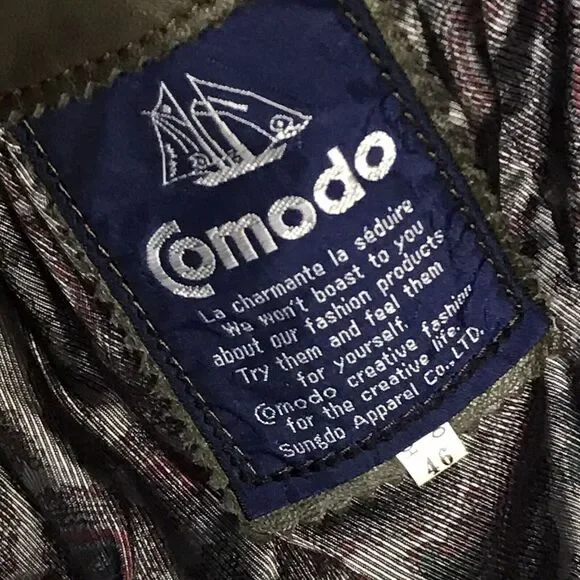 Comodo
La charmante la séduire
We won't boast to you
about our fashion products
Try them and feel them
for yourself.
Comodo creative fashion
for the creative life.
Sungdo Apparel Co., LTD.
46